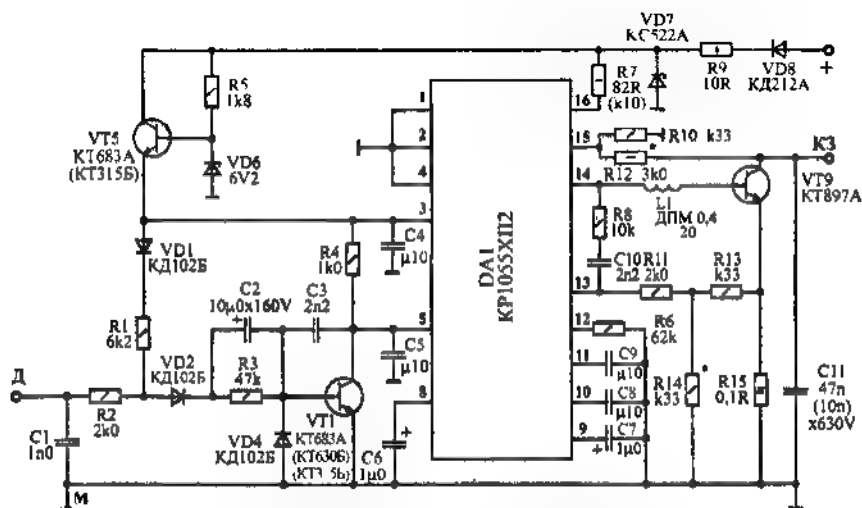 VD7
КС522А
R9
10R
VD8
КД212А
+
R5
1k8
R7
82R
(k10)
1
16
R10 k33
VT5
КТ683А
(КТ315Б)
VD6
6V2
2
15
*
КЗ
R12 3k0
4
14
VT9
КТ897А
L1
ДПМ 0,4
20
3
R8
10k
VD1
КД102Б
R4
1k0
C4
µ10
DA1
КР1055ХП2
C10
2n2
R11
2k0
R13
k33
C2
10µ0x160V
C3
2n2
13
R1
6k2
5
12
R6
62k
VD2
КД102Б
C5
µ10
11
C9
µ10
Д
R3
47k
*
R14
k33
R15
0,1R
C11
47n
(10n)
x630V
R2
2k0
8
10
C8
µ10
C1
1n0
VD4
КД102Б
VT1
КТ683А
(КТ630Б)
+
C6
1µ0
9
C7
1µ0
+
М